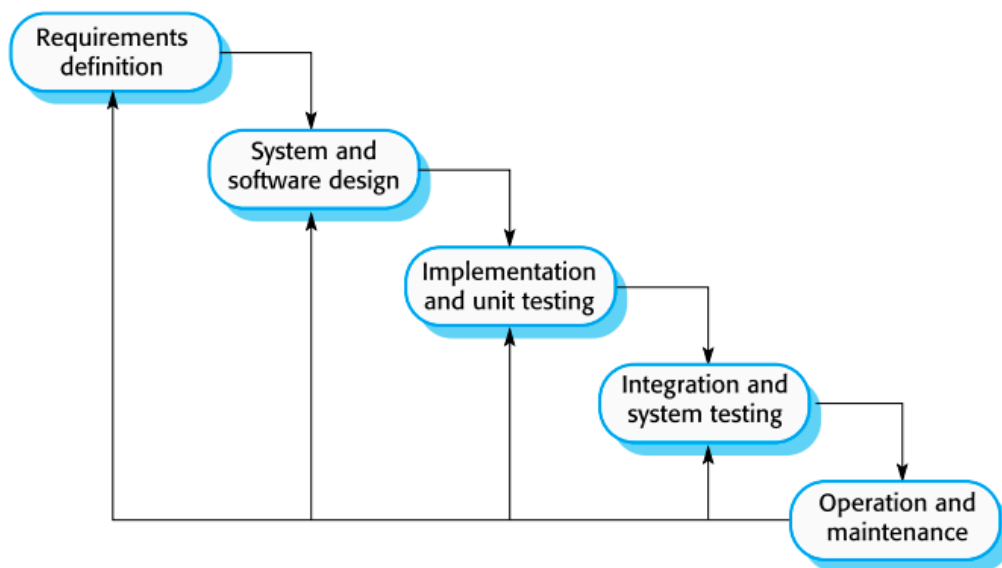 Requirements
definition
System and
software design
Implementation
and unit testing
Integration and
system testing
Operation and
maintenance